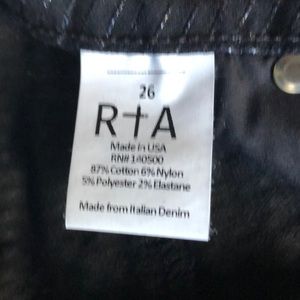 26
R†A
Made in USA
RN# 140500
87% Cotton 6% Nylon
5% Polyester 2% Elastane
Made from Italian Denim